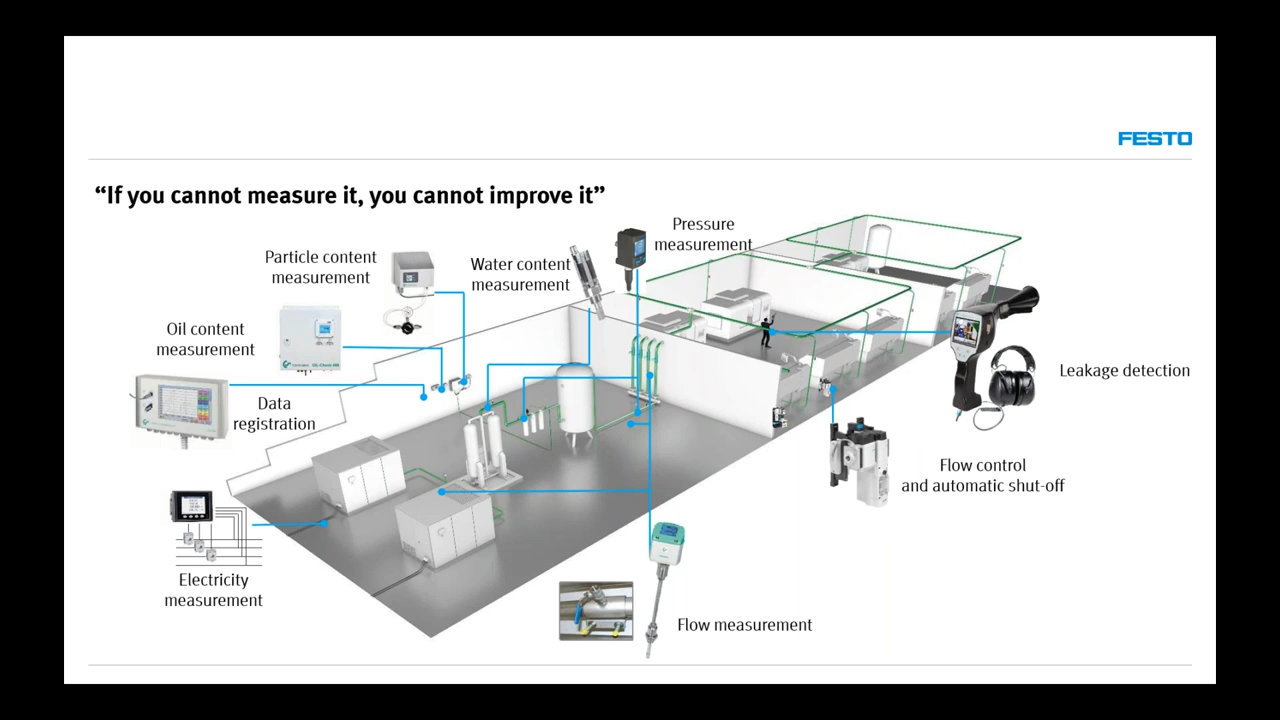 FESTO
“If you cannot measure it, you cannot improve it”
Pressure
measurement
Particle content
measurement
Water content
measurement
Oil content
measurement
Data
registration
Leakage detection
Flow control
and automatic shut-off
Electricity
measurement
Flow measurement